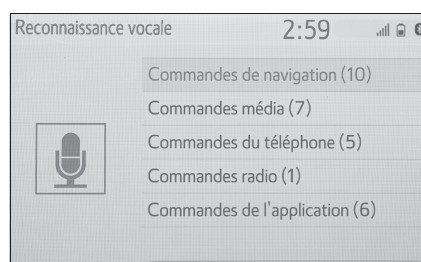 Reconnaissance vocale 2:59
Commandes de navigation (10)
Commandes média (7)
Commandes du téléphone (5)
Commandes radio (1)
Commandes de l'application (6)